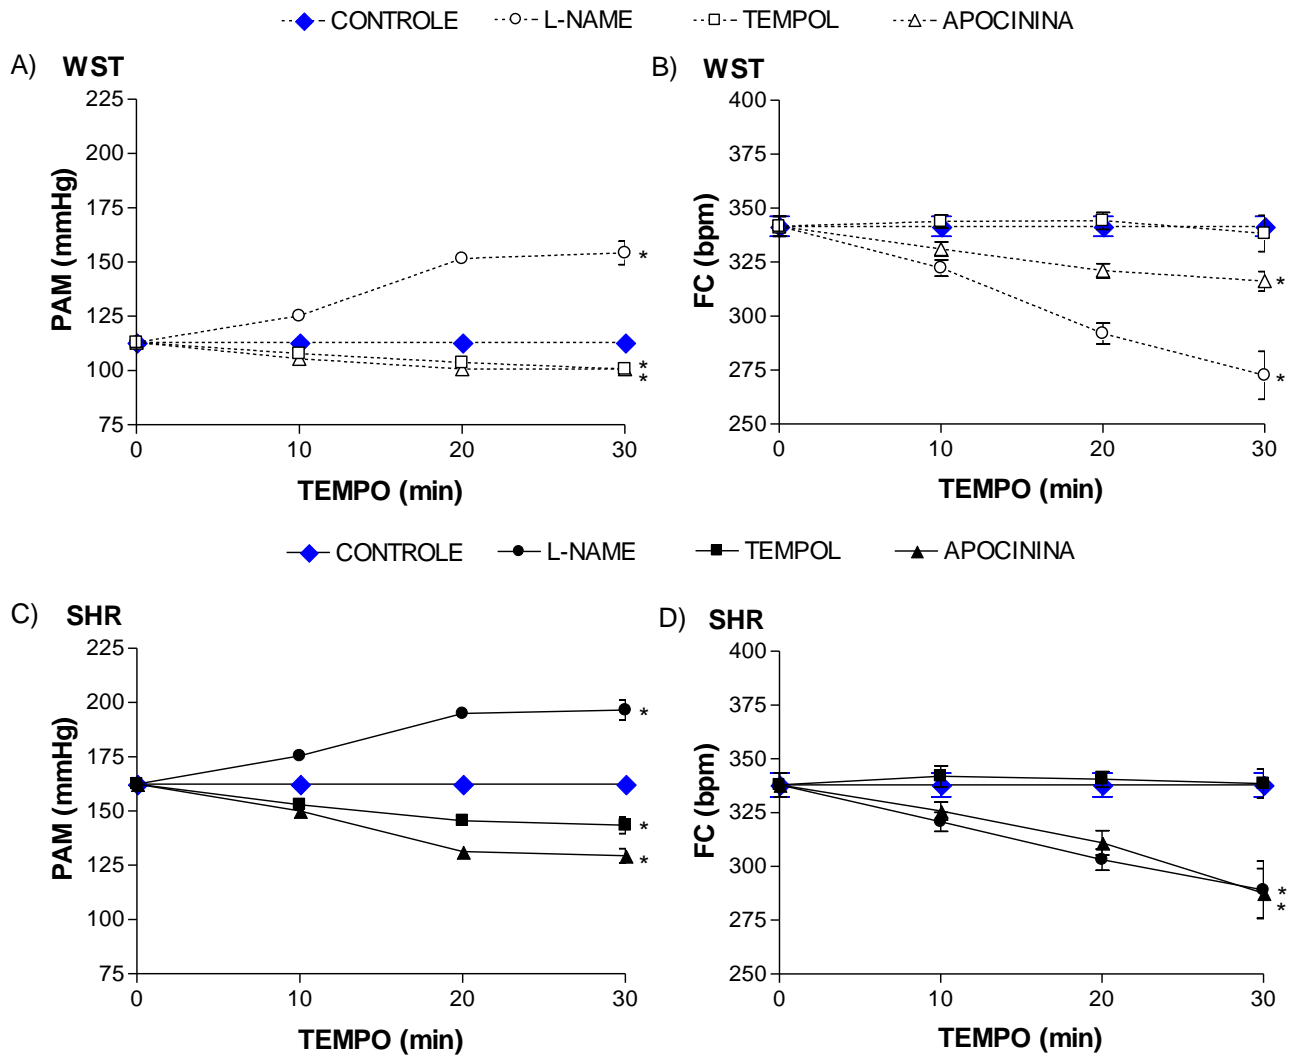 CONTROLE L-NAME TEMPOL APOCININA
A) WST
225
200
175
150
125
100
75
PAM (mmHg)
*
*
*
0 10 20 30
TEMPO (min)
B) WST
400
375
350
325
300
275
250
FC (bpm)
*
*
0 10 20 30
TEMPO (min)
CONTROLE L-NAME TEMPOL APOCININA
C) SHR
225
200
175
150
125
100
75
PAM (mmHg)
*
*
*
0 10 20 30
TEMPO (min)
D) SHR
400
375
350
325
300
275
250
FC (bpm)
*
*
0 10 20 30
TEMPO (min)